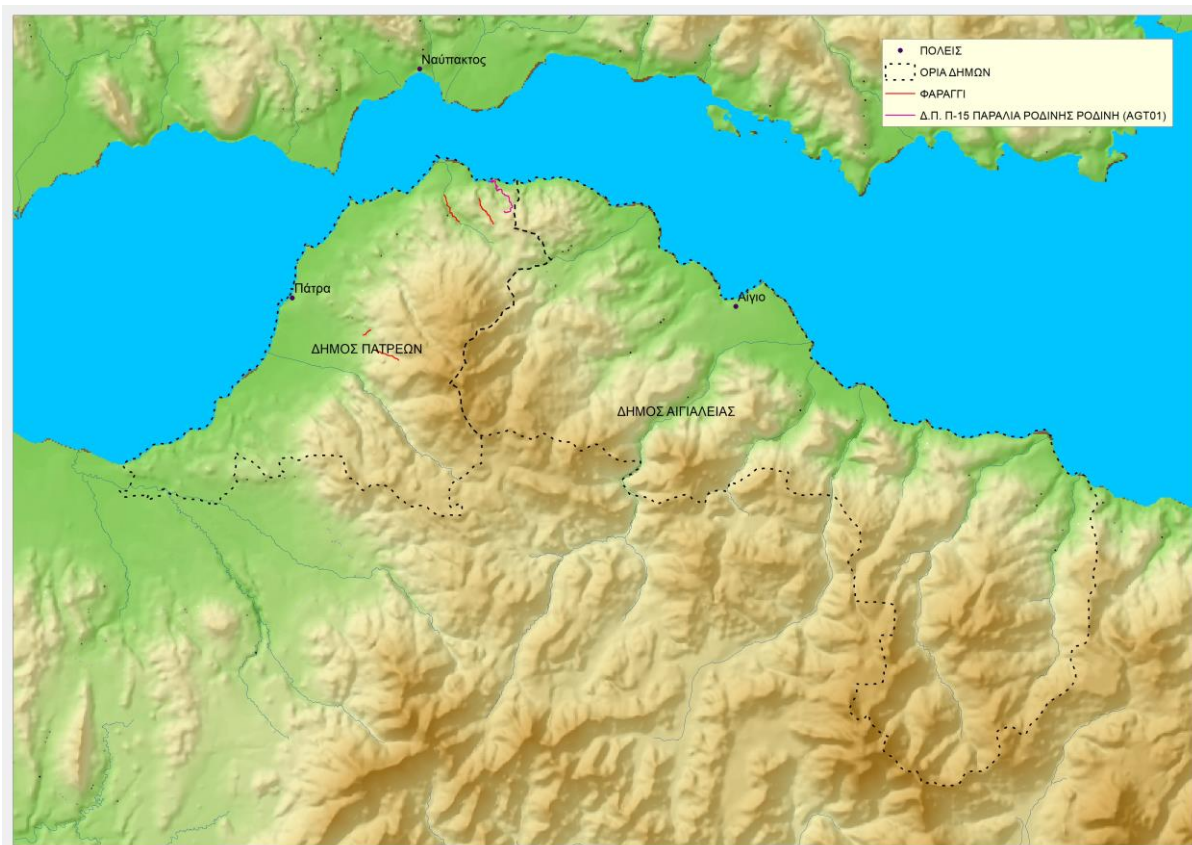 Ναύπακτος
ΠΟΛΕΙΣ
ΟΡΙΑ ΔΗΜΩΝ
ΦΑΡΑΓΓΙ
Δ.Π. Π-15 ΠΑΡΑΛΙΑ ΡΟΔΙΝΗΣ ΡΟΔΙΝΗ (AGT01)
Πάτρα
Αίγιο
ΔΗΜΟΣ ΠΑΤΡΕΩΝ
ΔΗΜΟΣ ΑΙΓΙΑΛΕΙΑΣ